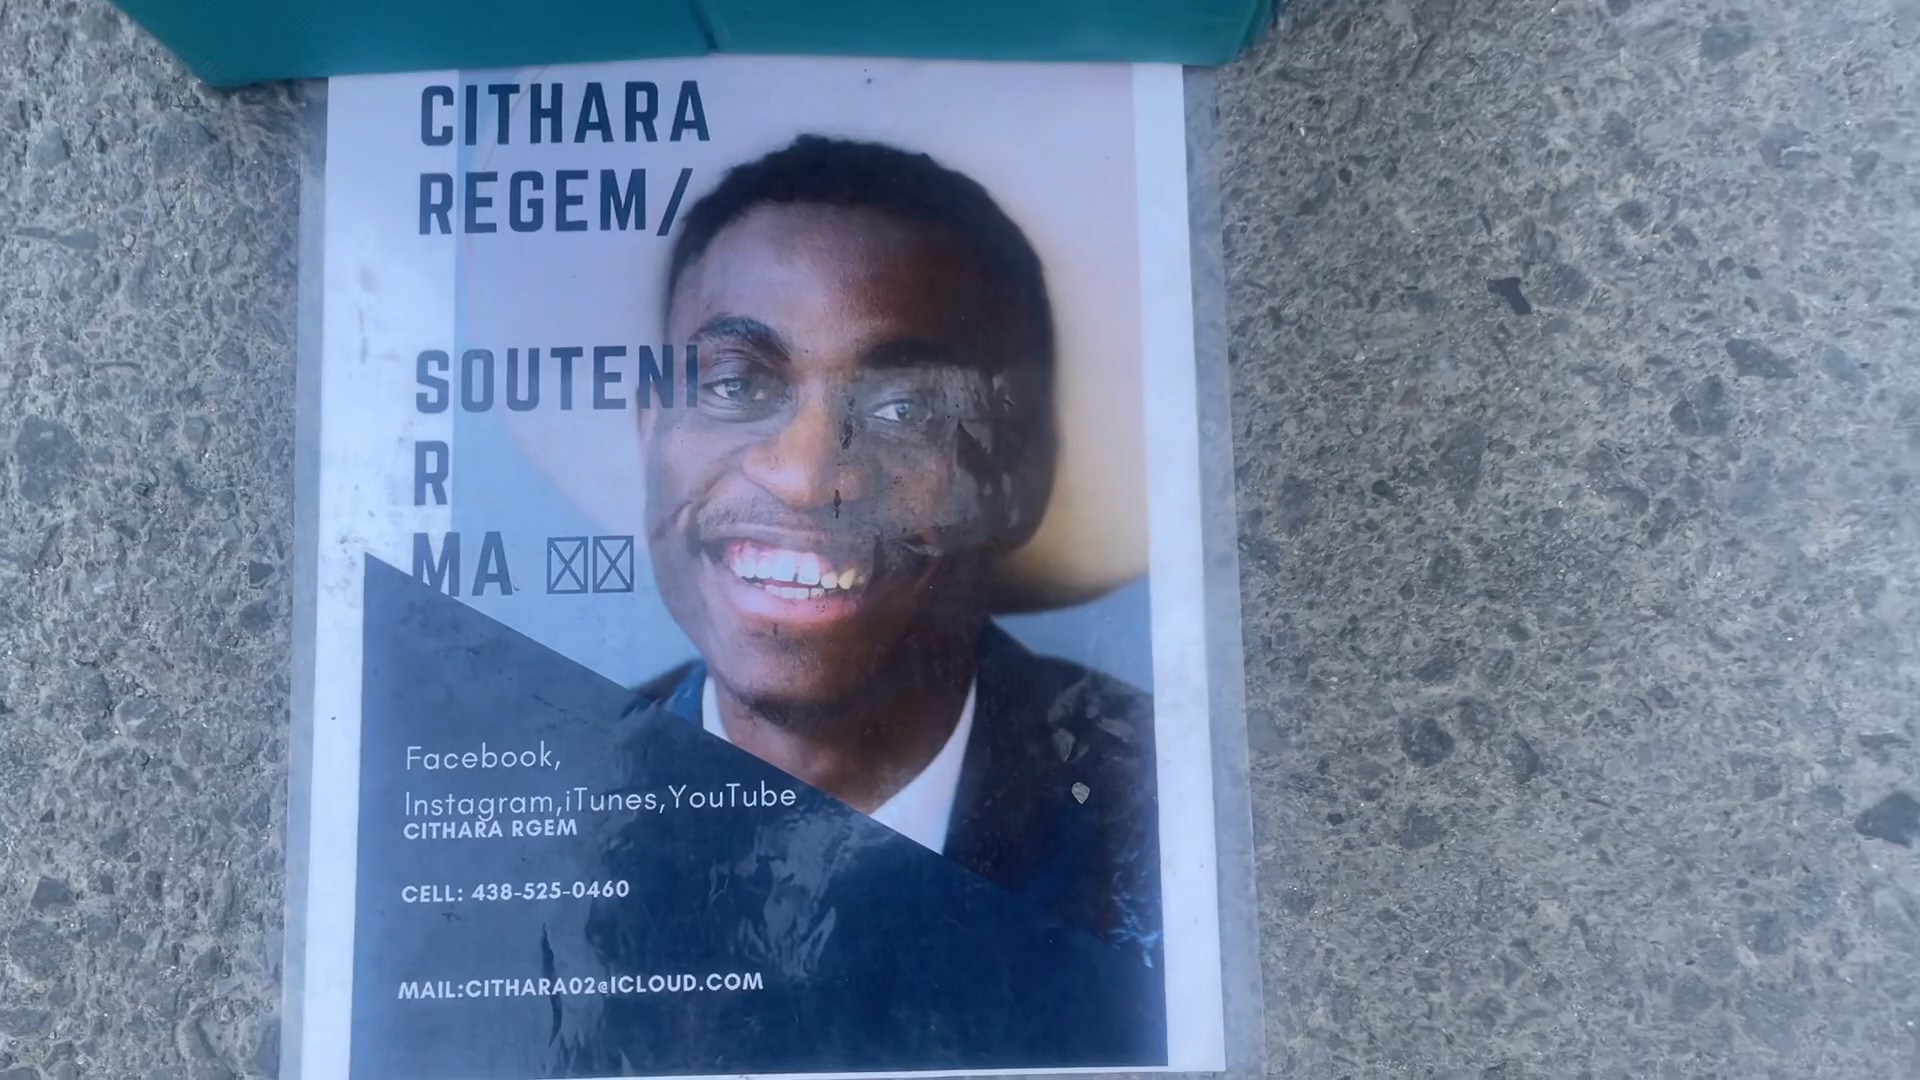 CITHARA
REGEM/
SOUTENI
R
MA
Facebook,
Instagram,iTunes,YouTube
CITHARA RGEM
CELL: 438-525-0460
MAIL:CITHARA02@ICLOUD.COM